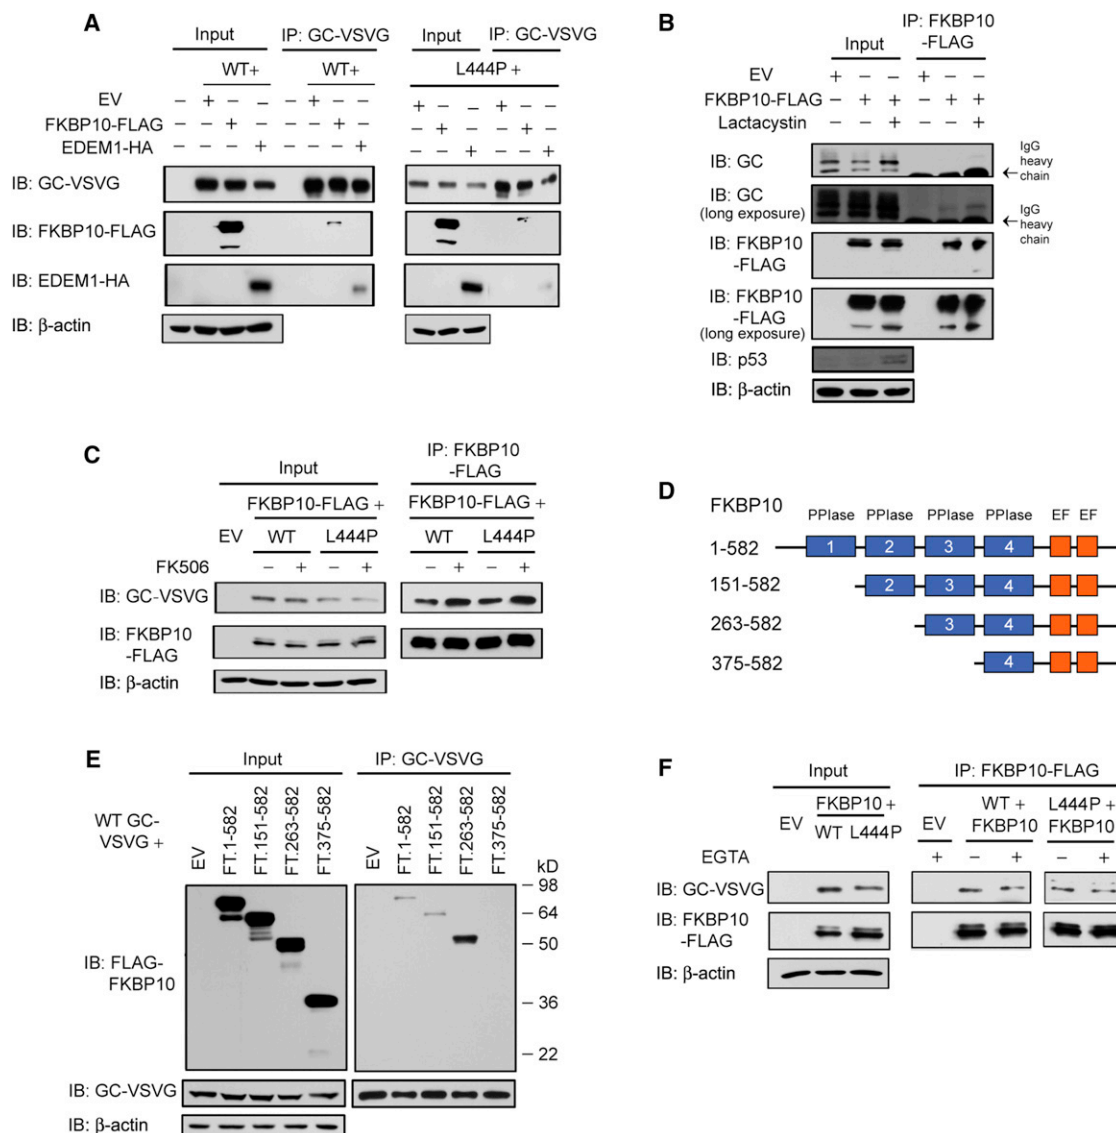 A
Input
IP: GC-VSVG
Input
IP: GC-VSVG
WT+
WT+
L444P +
EV
– + – – – + – –
+ – – + – –
FKBP10-FLAG
– – + – – – + –
– + – – + –
EDEM1-HA
– – – + – – – +
– – + – – +
IB: GC-VSVG
IB: FKBP10-FLAG
IB: EDEM1-HA
IB: β-actin
B
IP: FKBP10
-FLAG
Input
EV
+ – – + – –
FKBP10-FLAG
– + + – + +
Lactacystin
– – + – – +
IB: GC
IgG
heavy
chain
IB: GC
(long exposure)
IgG
heavy
chain
IB: FKBP10
-FLAG
IB: FKBP10
-FLAG
(long exposure)
IB: p53
IB: β-actin
C
Input
IP: FKBP10
-FLAG
FKBP10-FLAG +
FKBP10-FLAG +
EV
WT
L444P
WT
L444P
FK506
– + – + – + – +
IB: GC-VSVG
IB: FKBP10
-FLAG
IB: β-actin
D
FKBP10
PPIase PPIase PPIase PPIase EF EF
1-582
1 2 3 4
151-582
2 3 4
263-582
3 4
375-582
4
E
Input
IP: GC-VSVG
WT GC-
VSVG +
EV
FT.1-582
FT.151-582
FT.263-582
FT.375-582
EV
FT.1-582
FT.151-582
FT.263-582
FT.375-582
kD
98
64
50
36
22
IB: FLAG-
FKBP10
IB: GC-VSVG
IB: β-actin
F
Input
IP: FKBP10-FLAG
FKBP10 +
EV
WT L444P
EV
WT +
FKBP10
L444P +
FKBP10
EGTA
+ – + – +
IB: GC-VSVG
IB: FKBP10
-FLAG
IB: β-actin